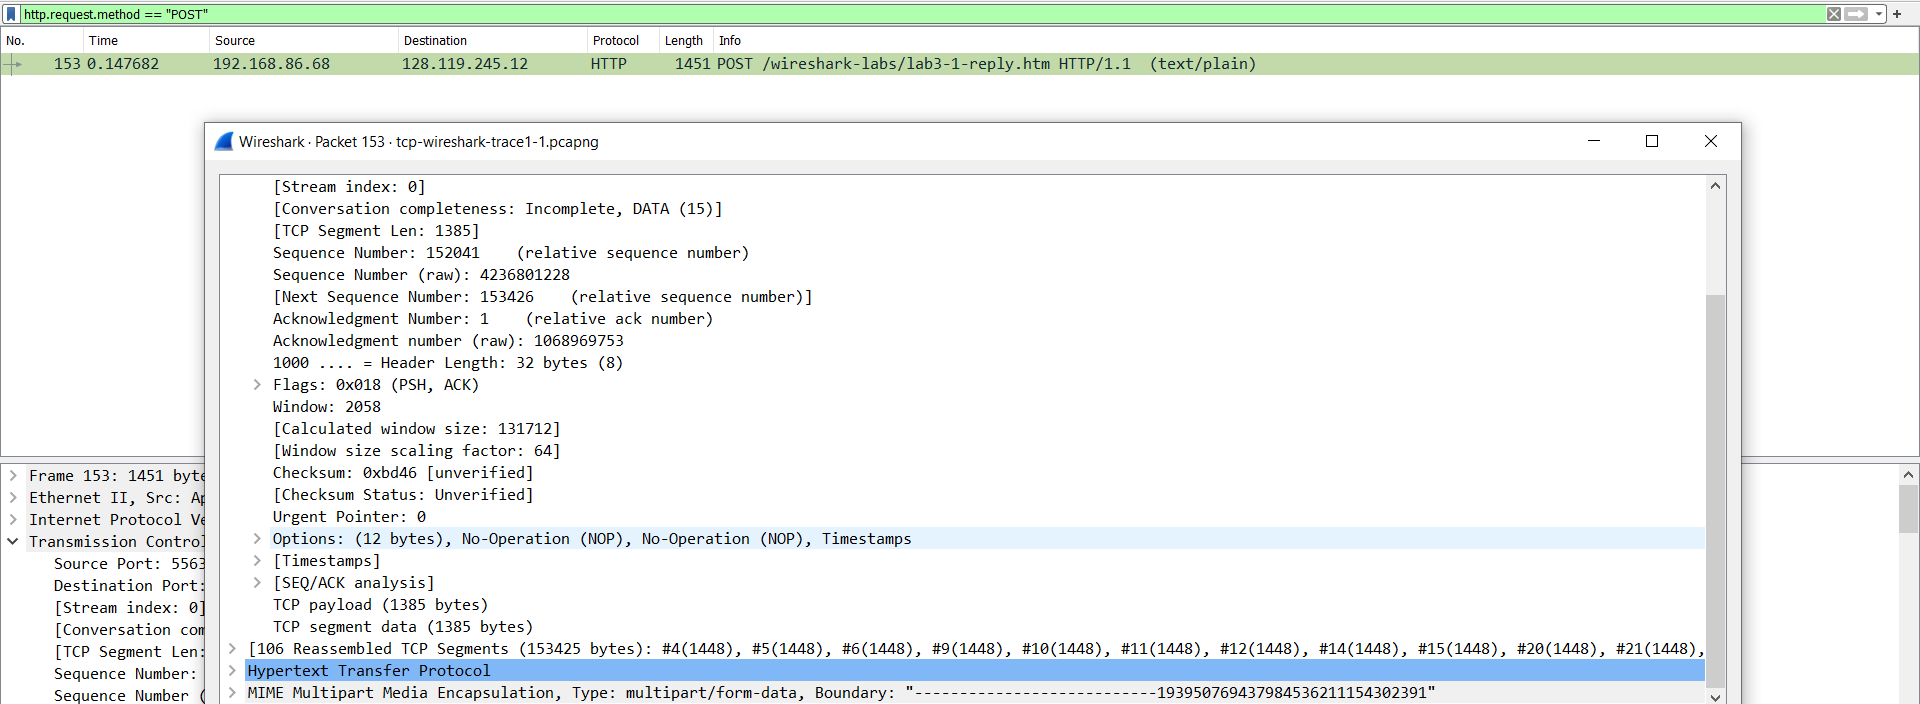 http.request.method == "POST"
No. Time Source Destination Protocol Length Info
153 0.147682 192.168.86.68 128.119.245.12 HTTP 1451 POST /wireshark-labs/lab3-1-reply.htm HTTP/1.1 (text/plain)
Wireshark · Packet 153 · tcp-wireshark-trace1-1.pcapng
[Stream index: 0]
[Conversation completeness: Incomplete, DATA (15)]
[TCP Segment Len: 1385]
Sequence Number: 152041 (relative sequence number)
Sequence Number (raw): 4236801228
[Next Sequence Number: 153426 (relative sequence number)]
Acknowledgment Number: 1 (relative ack number)
Acknowledgment number (raw): 1068969753
1000 .... = Header Length: 32 bytes (8)
Flags: 0x018 (PSH, ACK)
Window: 2058
[Calculated window size: 131712]
[Window size scaling factor: 64]
Checksum: 0xbd46 [unverified]
[Checksum Status: Unverified]
Urgent Pointer: 0
Options: (12 bytes), No-Operation (NOP), No-Operation (NOP), Timestamps
[Timestamps]
[SEQ/ACK analysis]
TCP payload (1385 bytes)
TCP segment data (1385 bytes)
[106 Reassembled TCP Segments (153425 bytes): #4(1448), #5(1448), #6(1448), #9(1448), #10(1448), #11(1448), #12(1448), #14(1448), #15(1448), #20(1448), #21(1448),
Hypertext Transfer Protocol
MIME Multipart Media Encapsulation, Type: multipart/form-data, Boundary: "---------------------------193950769437984536211154302391"
Frame 153: 1451 byte
Ethernet II, Src: Ap
Internet Protocol Ve
Transmission Control
Source Port: 5563
Destination Port:
[Stream index: 0]
[Conversation com
[TCP Segment Len:
Sequence Number:
Sequence Number (